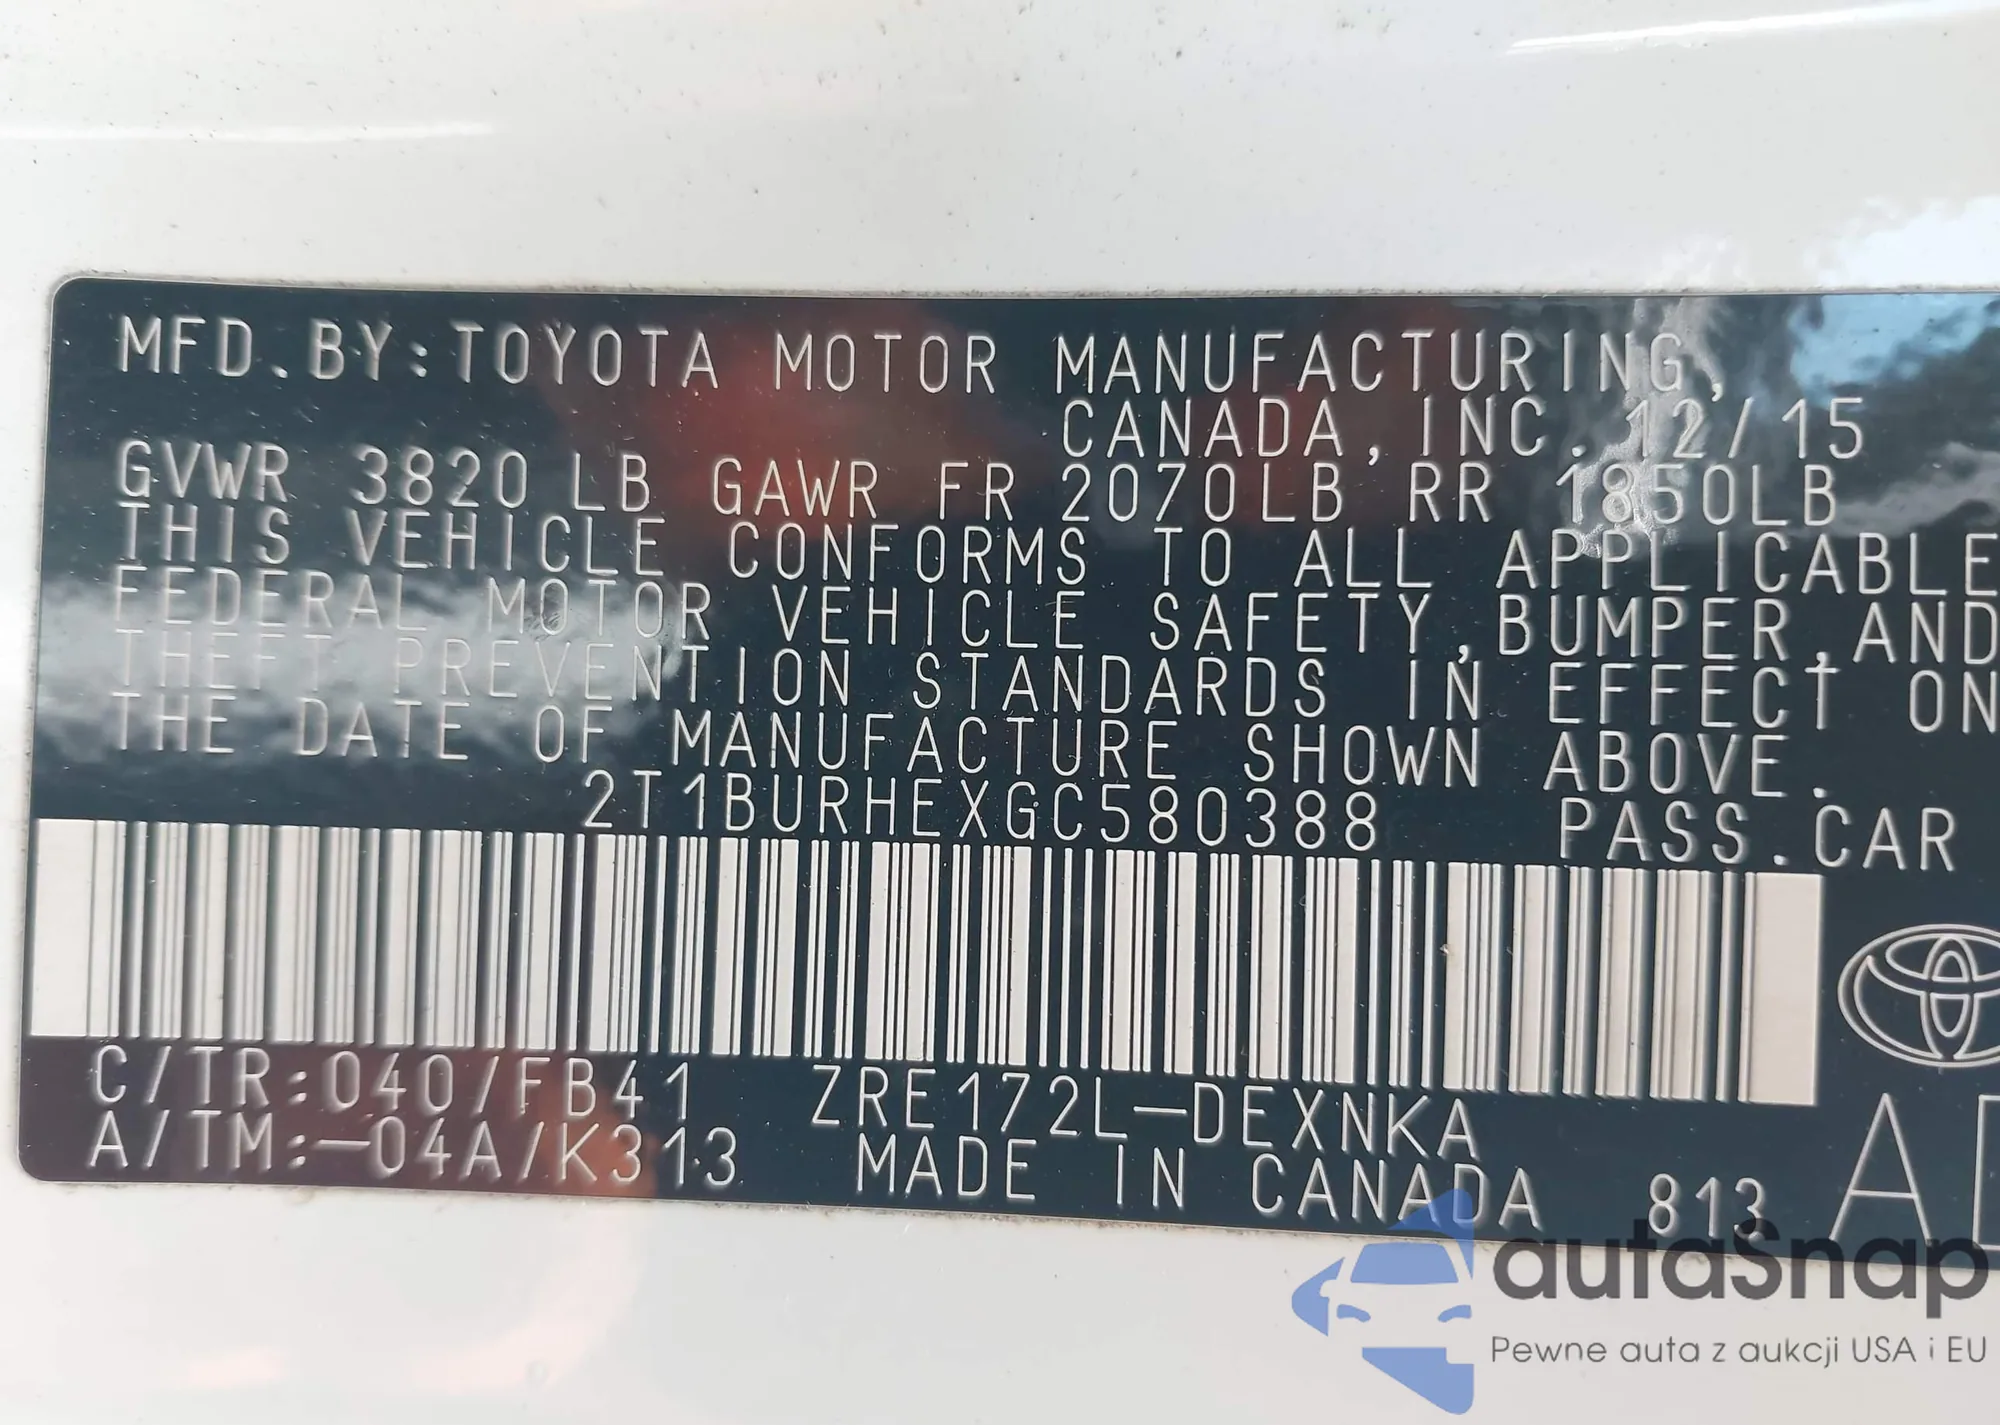 MFD.BY:TOYOTA MOTOR MANUFACTURING,
CANADA,INC.12/15
GVWR 3820 LB GAWR FR 2070LB RR 1850LB
THIS VEHICLE CONFORMS TO ALL APPLICABLE
FEDERAL MOTOR VEHICLE SAFETY,BUMPER,AND
THEFT PREVENTION STANDARDS IN EFFECT ON
THE DATE OF MANUFACTURE SHOWN ABOVE.
2T1BURHEXGC580388 PASS.CAR
C/TR:040/FB41 ZRE172L-DEXNKA
A/TM:-04A/K313 MADE IN CANADA 813
autaSnap
Pewne auta z aukcji USA i EU